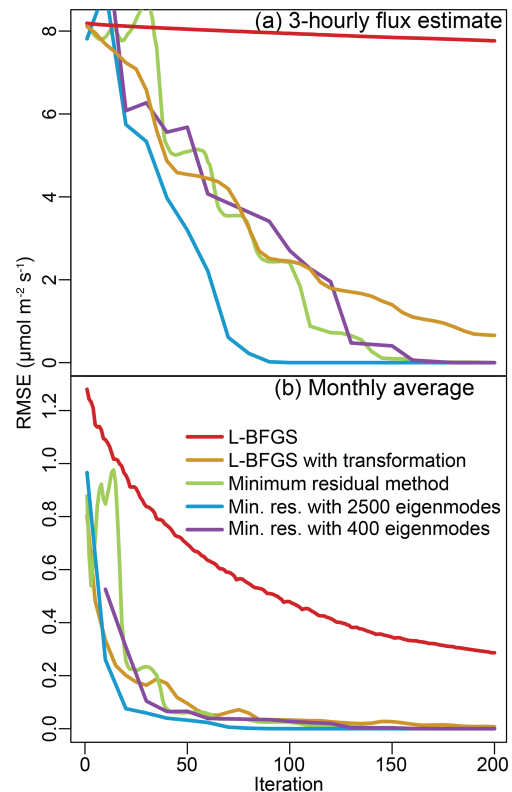 (a) 3-hourly flux estimate
8
6
4
2
0
RMSE (µmol m⁻² s⁻¹)
(b) Monthly average
1.2
1.0
0.8
0.6
0.4
0.2
0.0
L-BFGS
L-BFGS with transformation
Minimum residual method
Min. res. with 2500 eigenmodes
Min. res. with 400 eigenmodes
0 50 100 150 200
Iteration